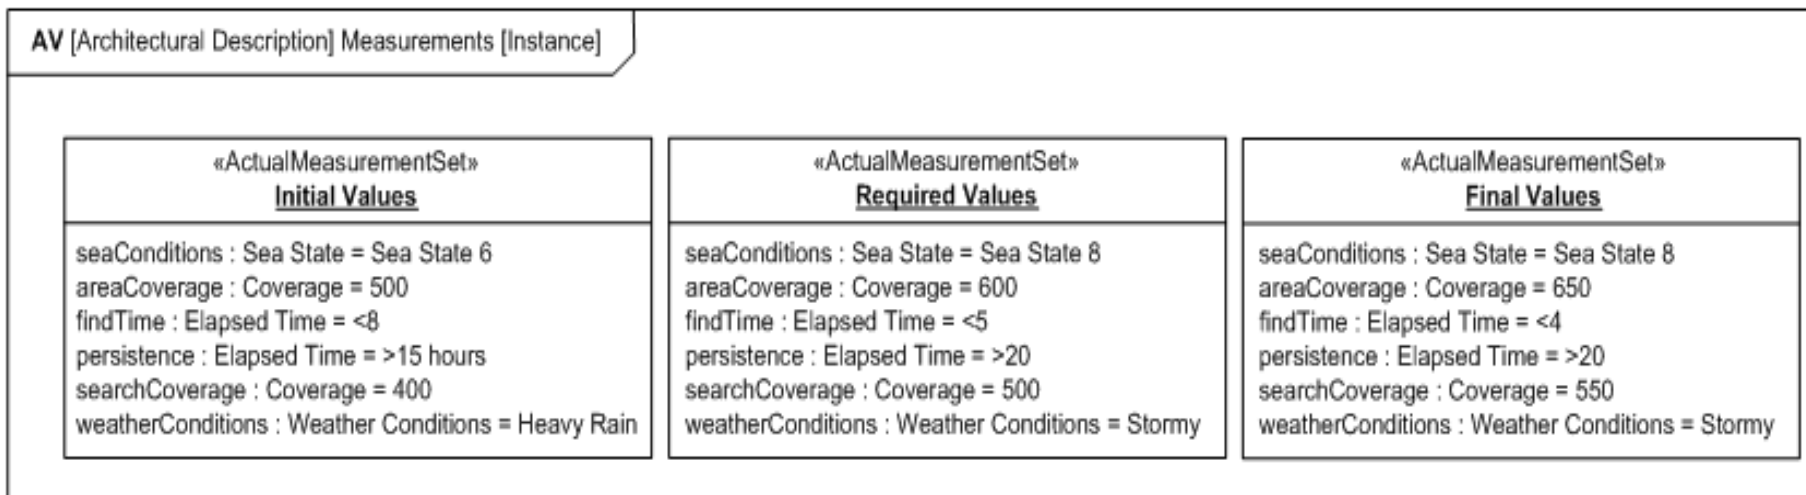 AV [Architectural Description] Measurements [Instance]
«ActualMeasurementSet»
Initial Values
seaConditions : Sea State = Sea State 6
areaCoverage : Coverage = 500
findTime : Elapsed Time = <8
persistence : Elapsed Time = >15 hours
searchCoverage : Coverage = 400
weatherConditions : Weather Conditions = Heavy Rain
«ActualMeasurementSet»
Required Values
seaConditions : Sea State = Sea State 8
areaCoverage : Coverage = 600
findTime : Elapsed Time = <5
persistence : Elapsed Time = >20
searchCoverage : Coverage = 500
weatherConditions : Weather Conditions = Stormy
«ActualMeasurementSet»
Final Values
seaConditions : Sea State = Sea State 8
areaCoverage : Coverage = 650
findTime : Elapsed Time = <4
persistence : Elapsed Time = >20
searchCoverage : Coverage = 550
weatherConditions : Weather Conditions = Stormy